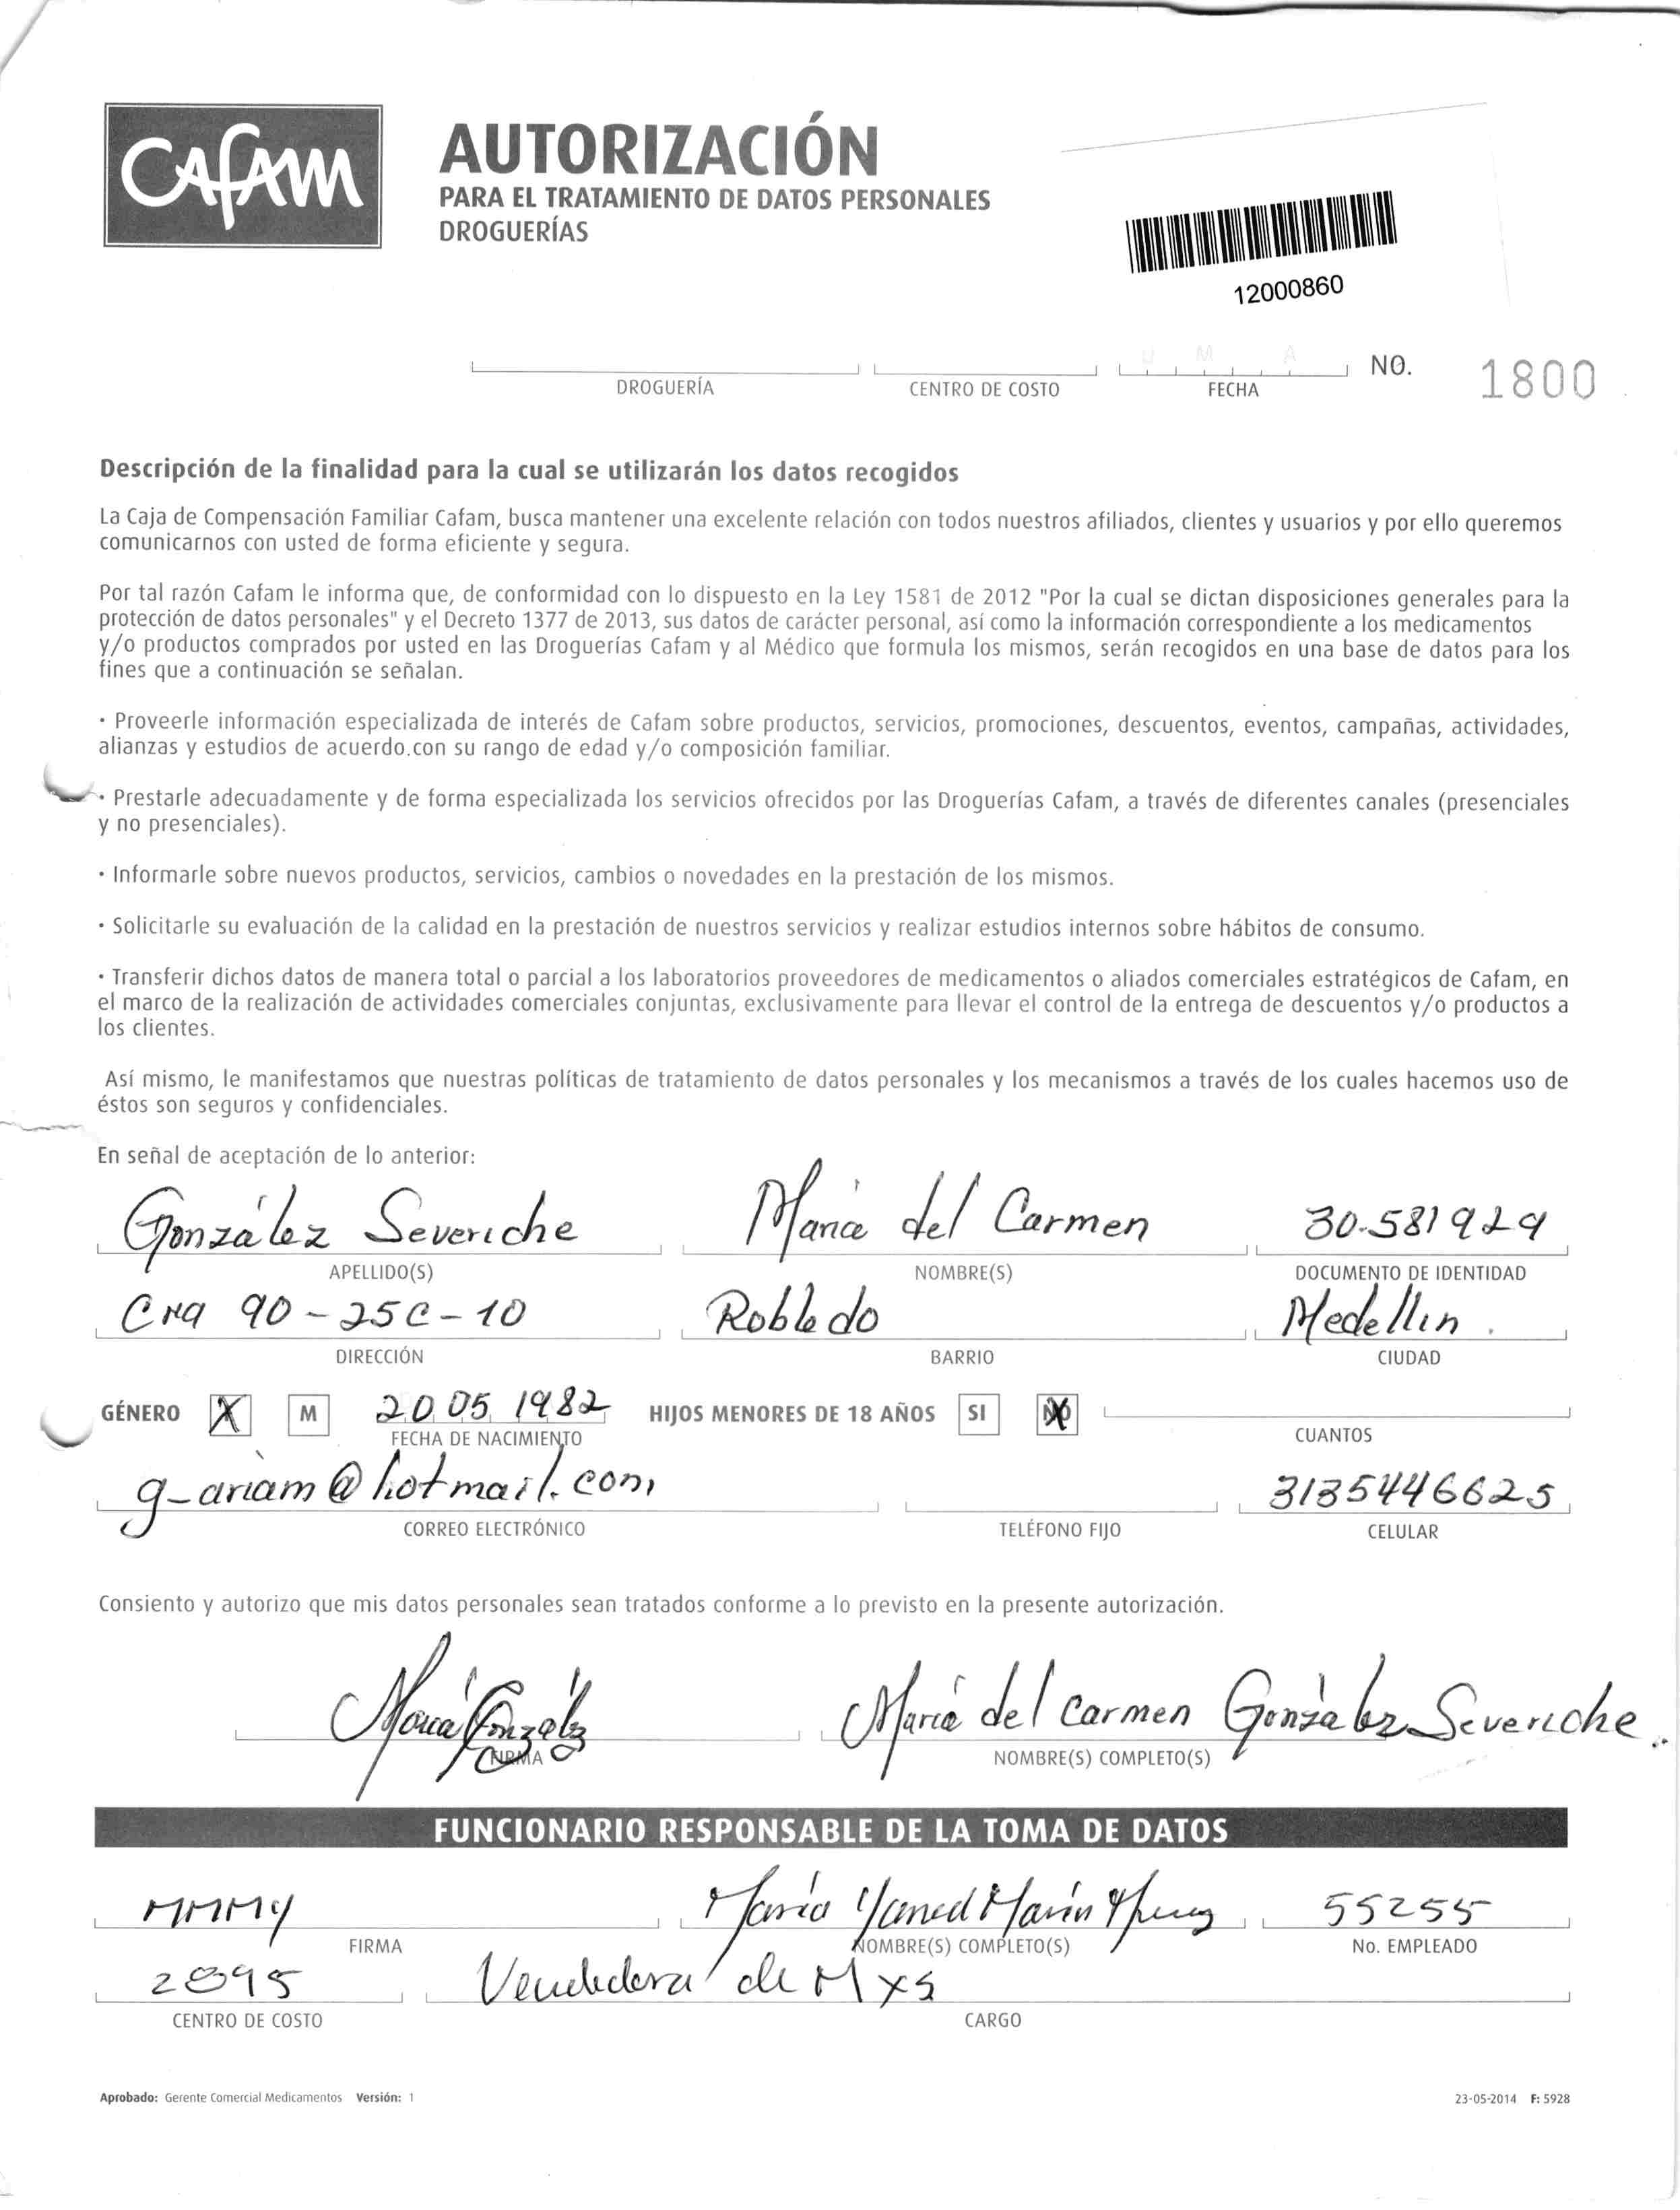 CAFAM
AUTORIZACIÓN
PARA EL TRATAMIENTO DE DATOS PERSONALES
DROGUERÍAS
12000860
D M A
NO. 1800
DROGUERÍA CENTRO DE COSTO FECHA
Descripción de la finalidad para la cual se utilizarán los datos recogidos
La Caja de Compensación Familiar Cafam, busca mantener una excelente relación con todos nuestros afiliados, clientes y usuarios y por ello queremos
comunicarnos con usted de forma eficiente y segura.
Por tal razón Cafam le informa que, de conformidad con lo dispuesto en la Ley 1581 de 2012 "Por la cual se dictan disposiciones generales para la
protección de datos personales" y el Decreto 1377 de 2013, sus datos de carácter personal, así como la información correspondiente a los medicamentos
y/o productos comprados por usted en las Droguerías Cafam y al Médico que formula los mismos, serán recogidos en una base de datos para los
fines que a continuación se señalan.
· Proveerle información especializada de interés de Cafam sobre productos, servicios, promociones, descuentos, eventos, campañas, actividades,
alianzas y estudios de acuerdo.con su rango de edad y/o composición familiar.
· Prestarle adecuadamente y de forma especializada los servicios ofrecidos por las Droguerías Cafam, a través de diferentes canales (presenciales
y no presenciales).
· Informarle sobre nuevos productos, servicios, cambios o novedades en la prestación de los mismos.
· Solicitarle su evaluación de la calidad en la prestación de nuestros servicios y realizar estudios internos sobre hábitos de consumo.
· Transferir dichos datos de manera total o parcial a los laboratorios proveedores de medicamentos o aliados comerciales estratégicos de Cafam, en
el marco de la realización de actividades comerciales conjuntas, exclusivamente para llevar el control de la entrega de descuentos y/o productos a
los clientes.
Así mismo, le manifestamos que nuestras políticas de tratamiento de datos personales y los mecanismos a través de los cuales hacemos uso de
éstos son seguros y confidenciales.
En señal de aceptación de lo anterior:
González Severiche María del Carmen 30.581929
APELLIDO(S) NOMBRE(S) DOCUMENTO DE IDENTIDAD
Cra 90-25C-10 Robledo Medellin.
DIRECCIÓN BARRIO CIUDAD
GÉNERO X M 20 05 1982 HIJOS MENORES DE 18 AÑOS SI NO
FECHA DE NACIMIENTO CUANTOS
g-ariam@hotmail.com 3135446625
CORREO ELECTRÓNICO TELÉFONO FIJO CELULAR
Consiento y autorizo que mis datos personales sean tratados conforme a lo previsto en la presente autorización.
María González María del Carmen González Severiche
FIRMA NOMBRE(S) COMPLETO(S)
FUNCIONARIO RESPONSABLE DE LA TOMA DE DATOS
MMMY María Yaned Marín 55255
FIRMA NOMBRE(S) COMPLETO(S) No. EMPLEADO
2095 Vendedora de Mxs
CENTRO DE COSTO CARGO
Aprobado: Gerente Comercial Medicamentos Versión: 1 23-05-2014 F: 5928